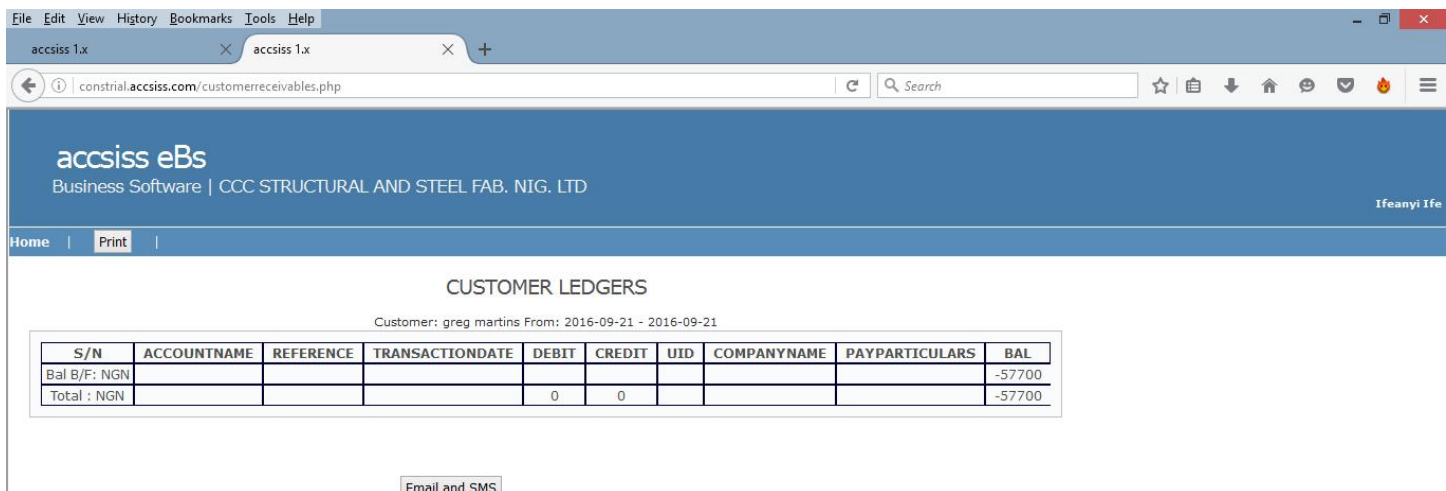 File Edit View History Bookmarks Tools Help
accsiss 1.x accsiss 1.x
constrial.accsiss.com/customerreceivables.php Search
accsiss eBs
Business Software | CCC STRUCTURAL AND STEEL FAB. NIG. LTD
Ifeanyi Ife
Home | Print |
CUSTOMER LEDGERS
Customer: greg martins From: 2016-09-21 - 2016-09-21
S/N ACCOUNTNAME REFERENCE TRANSACTIONDATE DEBIT CREDIT UID COMPANYNAME PAYPARTICULARS BAL
Bal B/F: NGN -57700
Total : NGN 0 0 -57700
Email and SMS